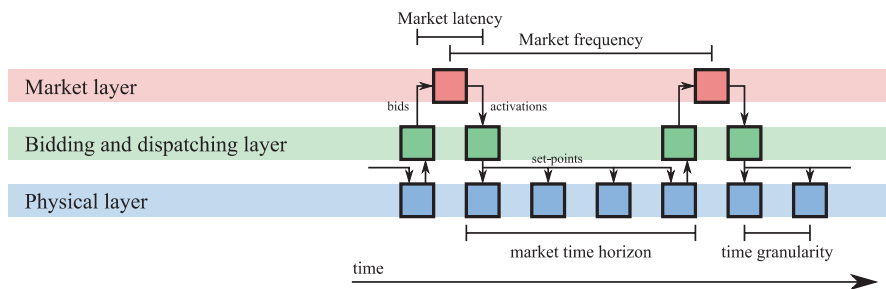 Market latency
Market frequency
Market layer
bids
activations
Bidding and dispatching layer
set-points
Physical layer
market time horizon
time granularity
time